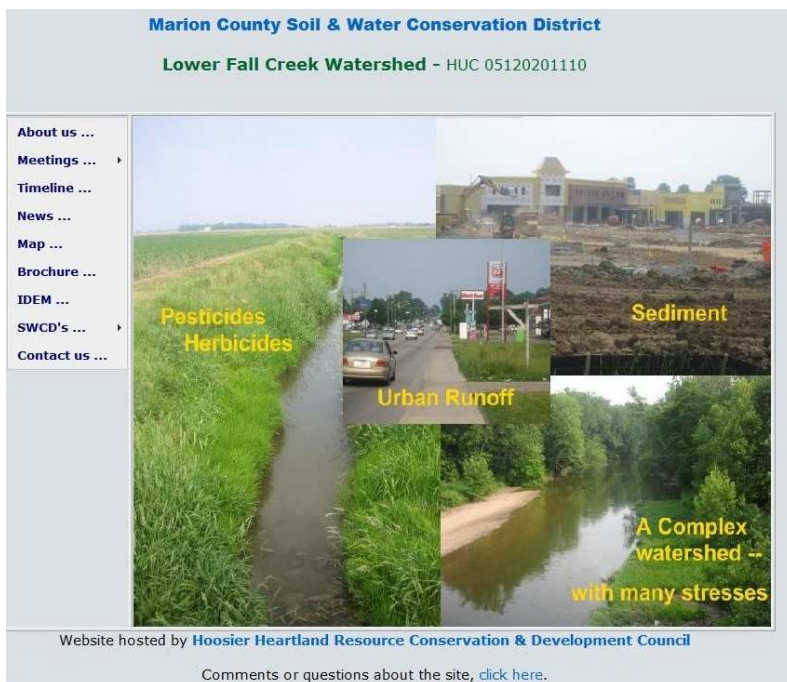 Marion County Soil & Water Conservation District
Lower Fall Creek Watershed - HUC 05120201110
About us ...
Meetings ...
Timeline ...
News ...
Map ...
Brochure ...
IDEM ...
SWCD's ...
Contact us ...
Pesticides
Herbicides
Sediment
Urban Runoff
A Complex
watershed --
with many stresses
Website hosted by Hoosier Heartland Resource Conservation & Development Council
Comments or questions about the site, click here.